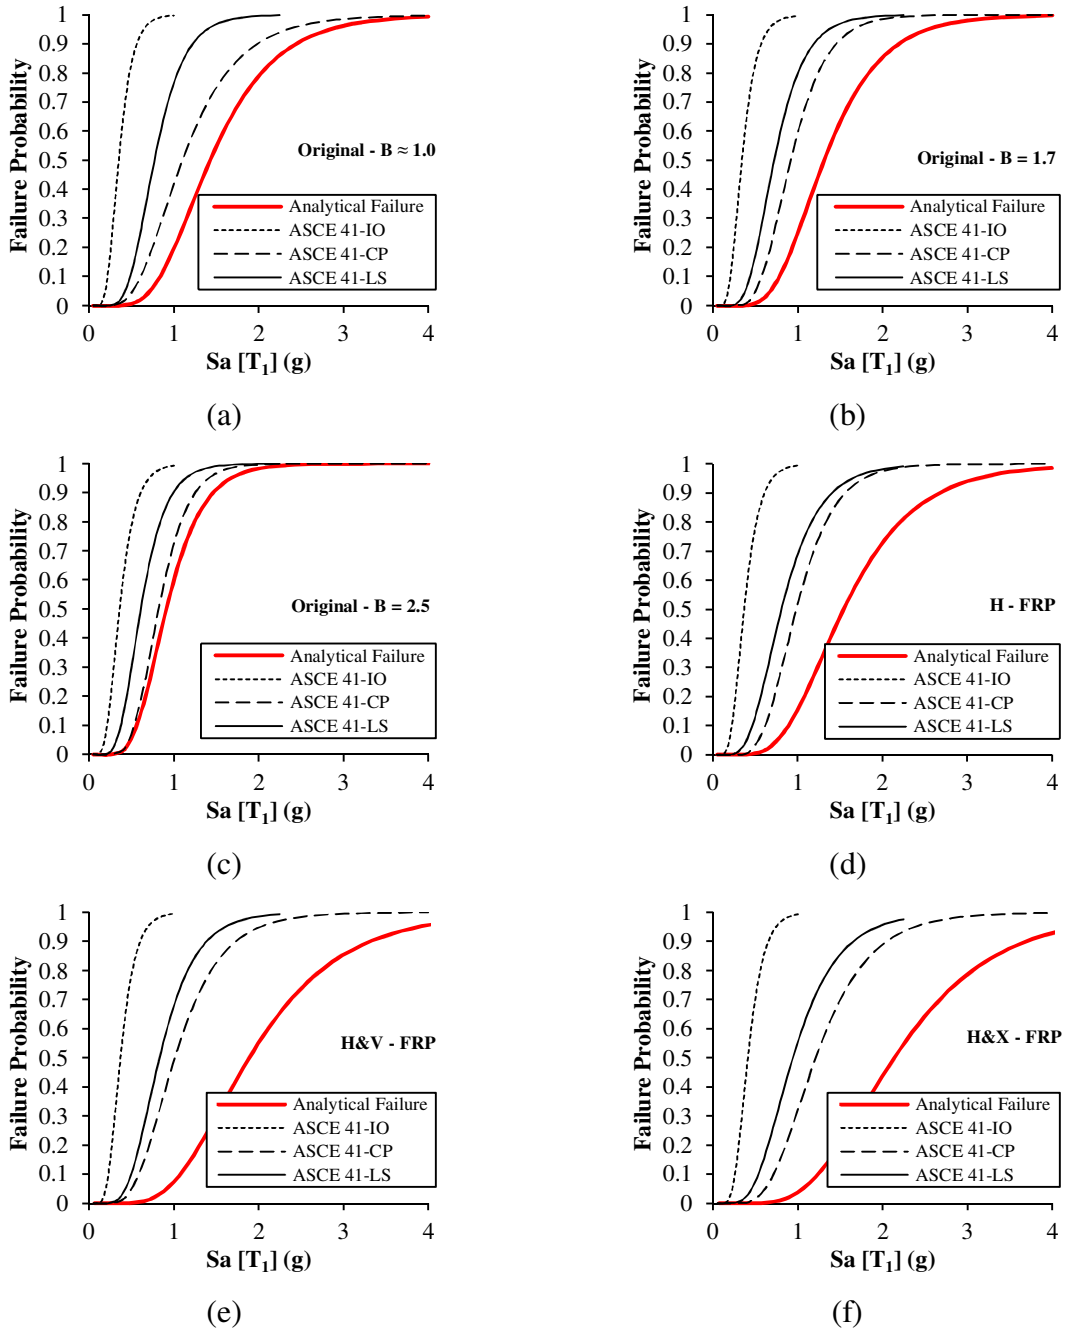 1
0.9
0.8
0.7
0.6
0.5
0.4
0.3
0.2
0.1
0
Failure Probability
Original - B ≈ 1.0
Analytical Failure
ASCE 41-IO
ASCE 41-CP
ASCE 41-LS
0 1 2 3 4
Sa [T1] (g)
(a)
1
0.9
0.8
0.7
0.6
0.5
0.4
0.3
0.2
0.1
0
Failure Probability
Original - B = 1.7
Analytical Failure
ASCE 41-IO
ASCE 41-CP
ASCE 41-LS
0 1 2 3 4
Sa [T1] (g)
(b)
1
0.9
0.8
0.7
0.6
0.5
0.4
0.3
0.2
0.1
0
Failure Probability
Original - B = 2.5
Analytical Failure
ASCE 41-IO
ASCE 41-CP
ASCE 41-LS
0 1 2 3 4
Sa [T1] (g)
(c)
1
0.9
0.8
0.7
0.6
0.5
0.4
0.3
0.2
0.1
0
Failure Probability
H - FRP
Analytical Failure
ASCE 41-IO
ASCE 41-CP
ASCE 41-LS
0 1 2 3 4
Sa [T1] (g)
(d)
1
0.9
0.8
0.7
0.6
0.5
0.4
0.3
0.2
0.1
0
Failure Probability
H&V - FRP
Analytical Failure
ASCE 41-IO
ASCE 41-CP
ASCE 41-LS
0 1 2 3 4
Sa [T1] (g)
(e)
1
0.9
0.8
0.7
0.6
0.5
0.4
0.3
0.2
0.1
0
Failure Probability
H&X - FRP
Analytical Failure
ASCE 41-IO
ASCE 41-CP
ASCE 41-LS
0 1 2 3 4
Sa [T1] (g)
(f)